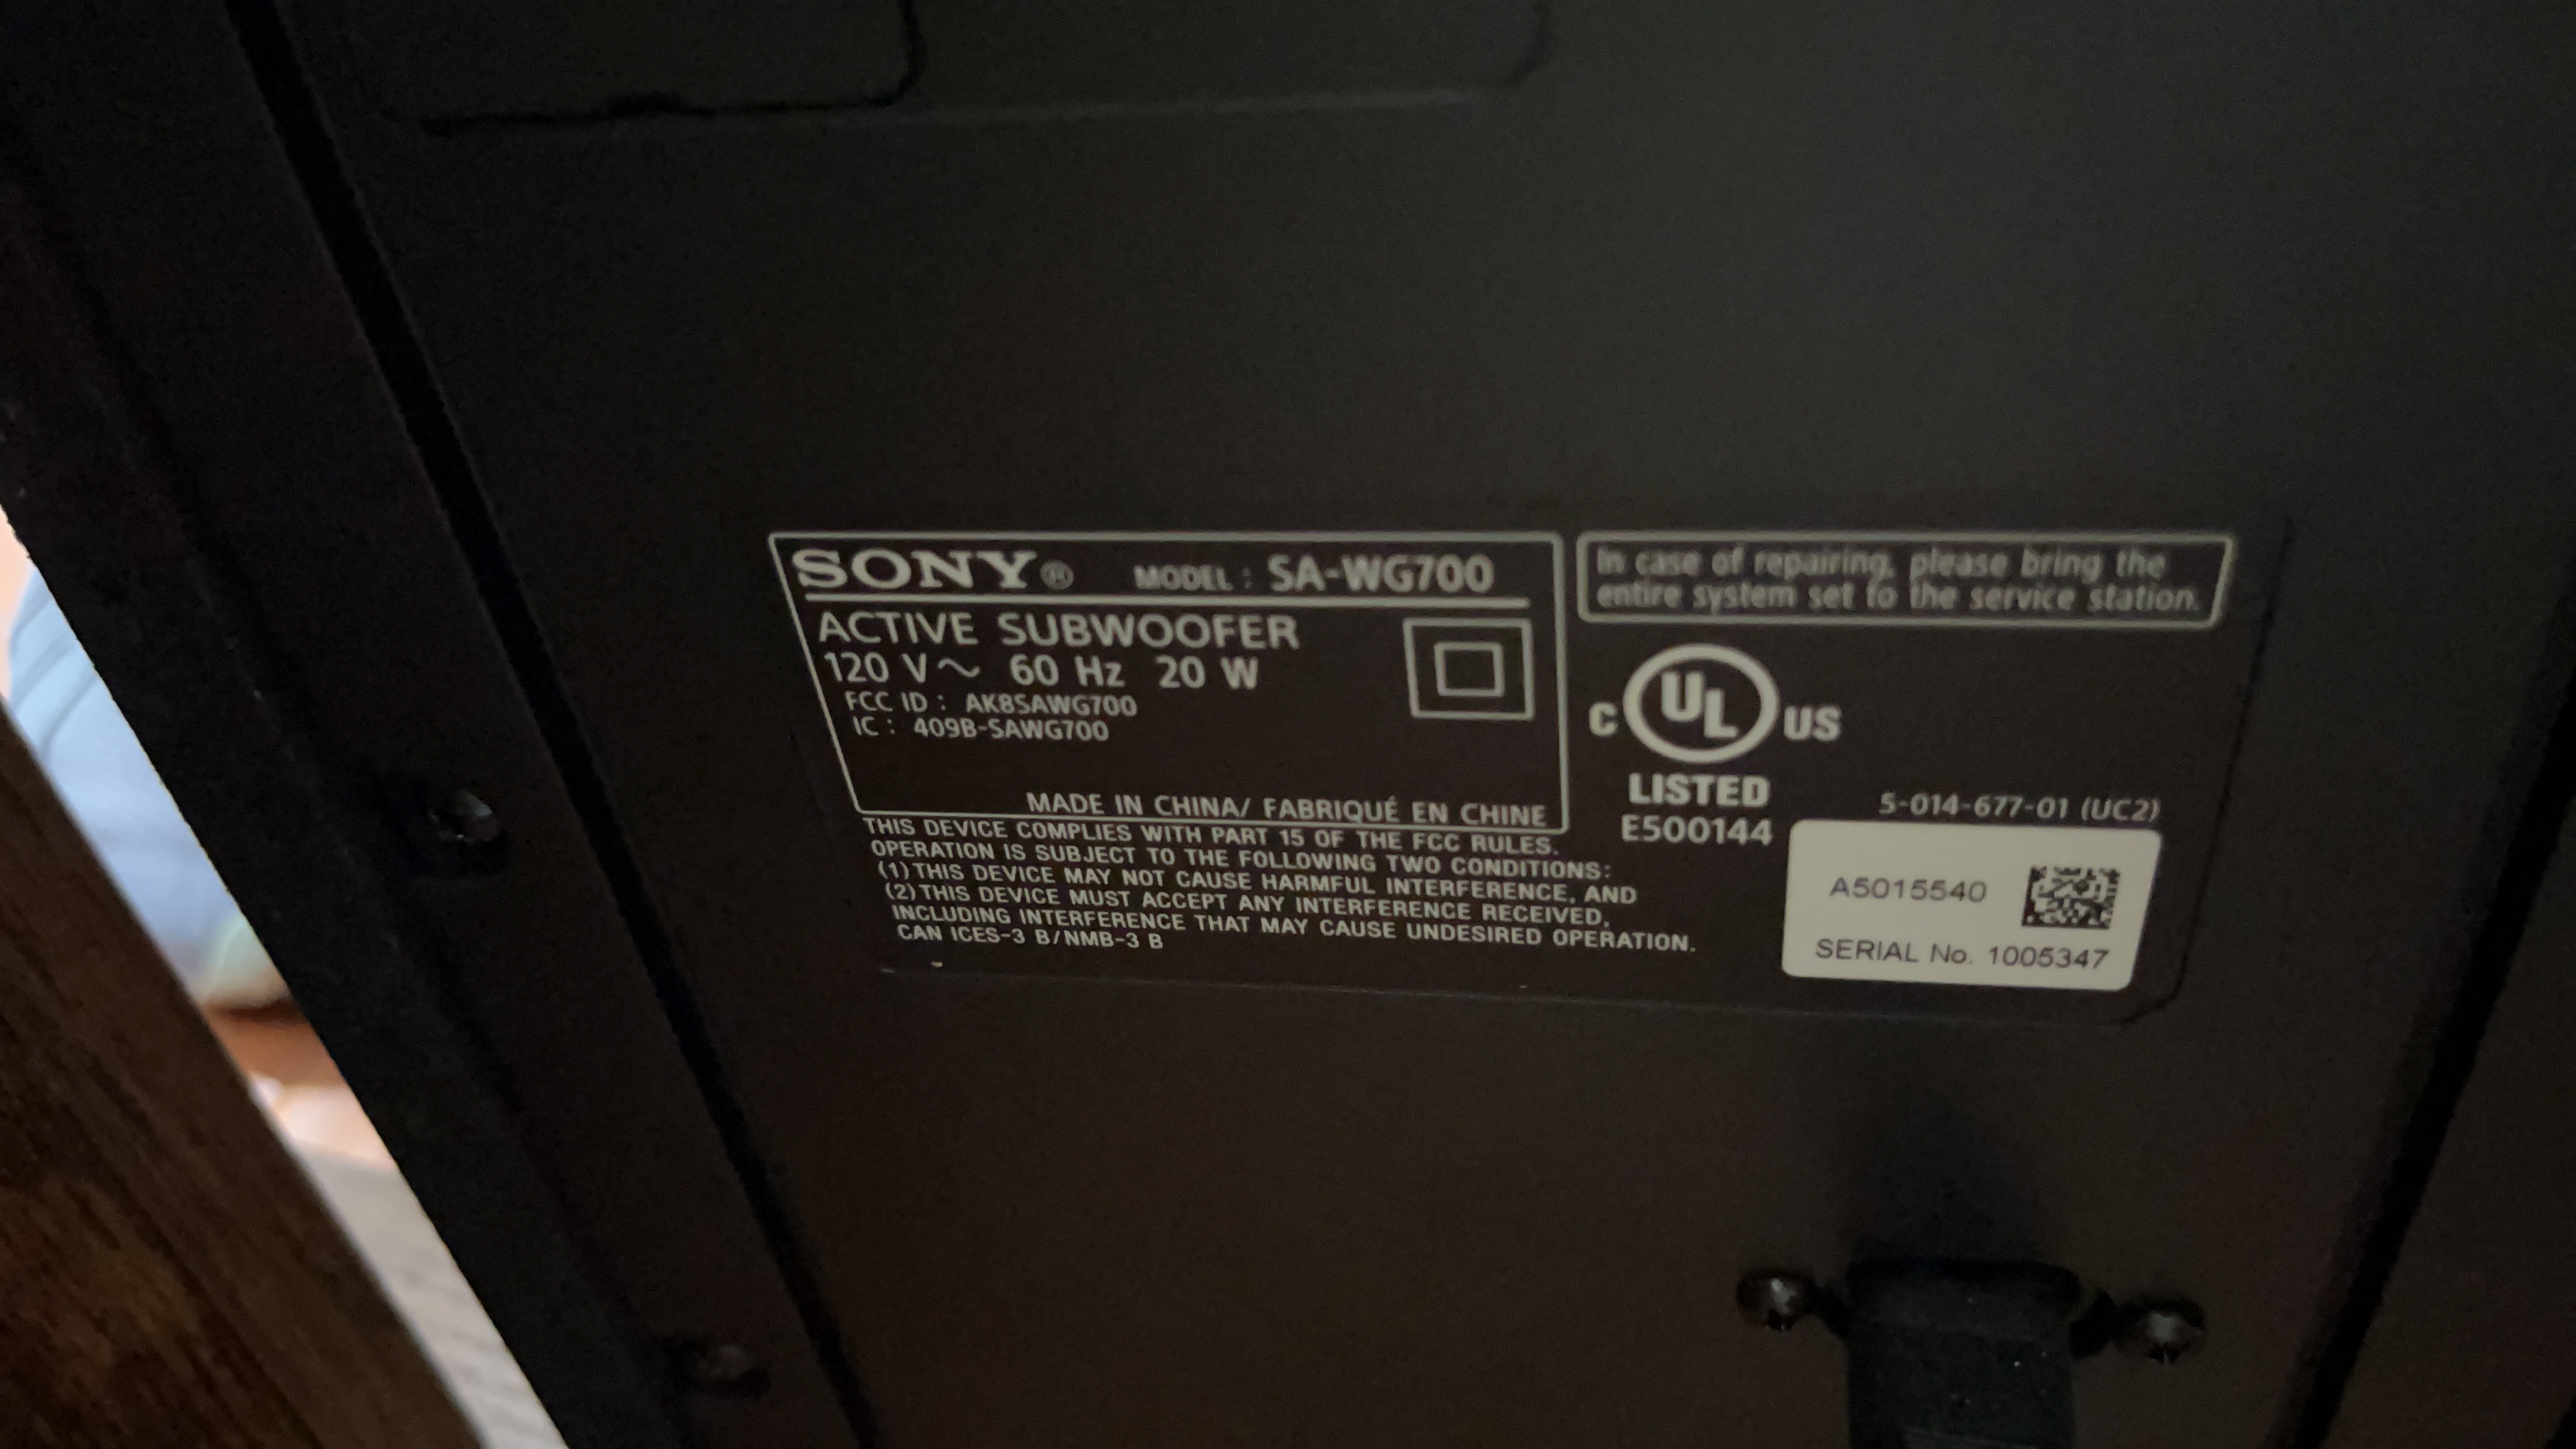 SONY® MODEL : SA-WG700
ACTIVE SUBWOOFER
120 V~ 60 Hz 20 W
FCC ID : AK8SAWG700
IC : 409B-SAWG700
MADE IN CHINA/ FABRIQUÉ EN CHINE
THIS DEVICE COMPLIES WITH PART 15 OF THE FCC RULES.
OPERATION IS SUBJECT TO THE FOLLOWING TWO CONDITIONS:
(1) THIS DEVICE MAY NOT CAUSE HARMFUL INTERFERENCE, AND
(2) THIS DEVICE MUST ACCEPT ANY INTERFERENCE RECEIVED,
INCLUDING INTERFERENCE THAT MAY CAUSE UNDESIRED OPERATION.
CAN ICES-3 B/NMB-3 B
In case of repairing, please bring the
entire system set to the service station.
C UL US
LISTED
E500144
5-014-677-01 (UC2)
A5015540
SERIAL No. 1005347